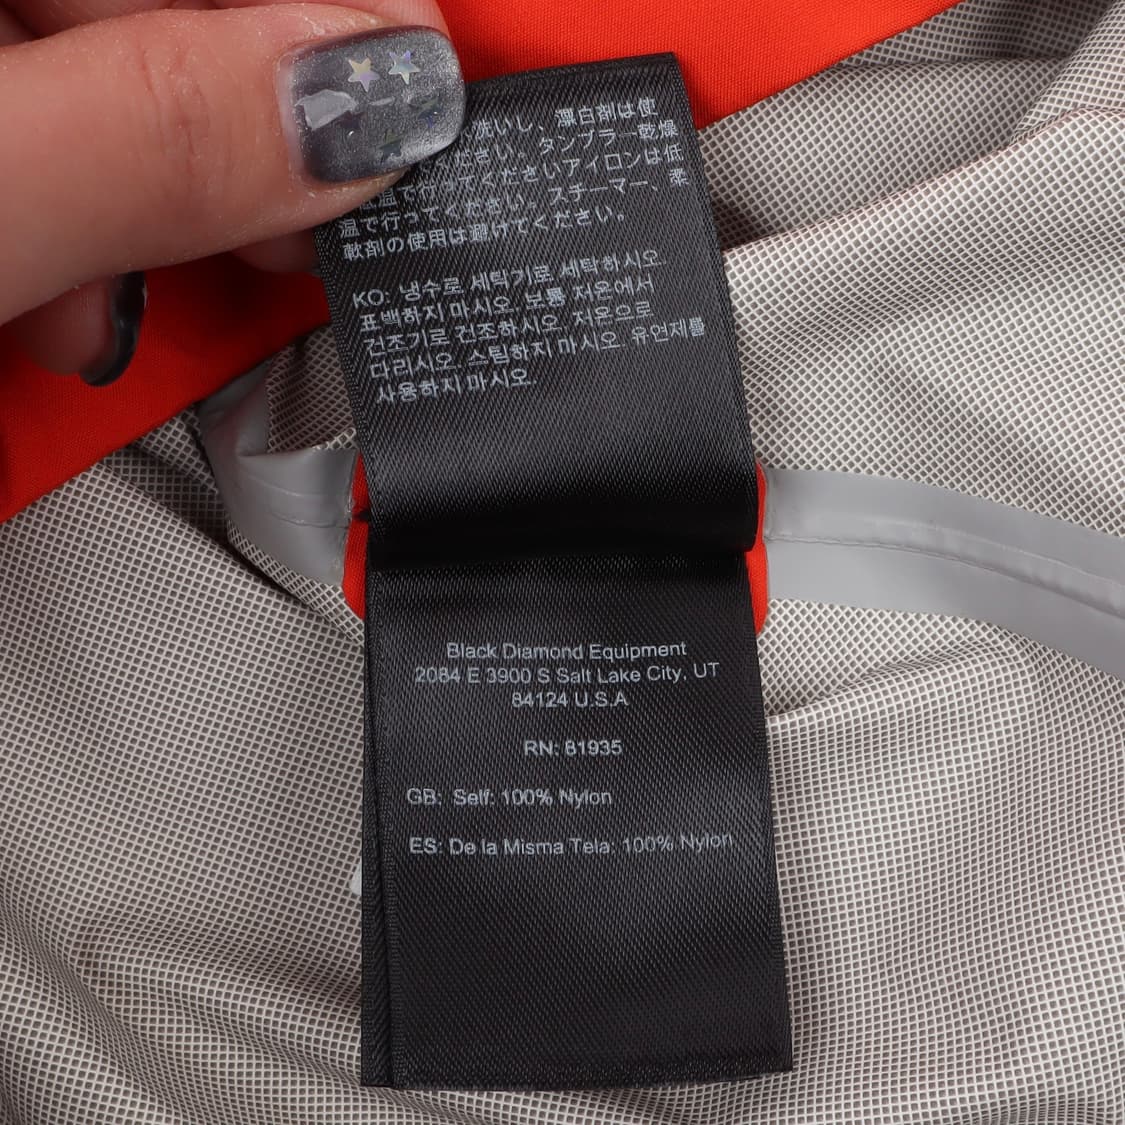 洗いし、漂白剤は使
ください。タンブラー乾燥
低温で行ってくださいアイロンは低
温で行ってください。スチーマー、柔
軟剤の使用は避けてください。
KO: 냉수로 세탁기로 세탁하시오
표백하지 마시오. 보통 저온에서
건조기로 건조하시오. 저온으로
다리시오. 스팀하지 마시오. 유연제를
사용하지 마시오.
Black Diamond Equipment
2084 E 3900 S Salt Lake City, UT
84124 U.S.A
RN: 81935
GB: Self: 100% Nylon
ES: De la Misma Tela: 100% Nylon